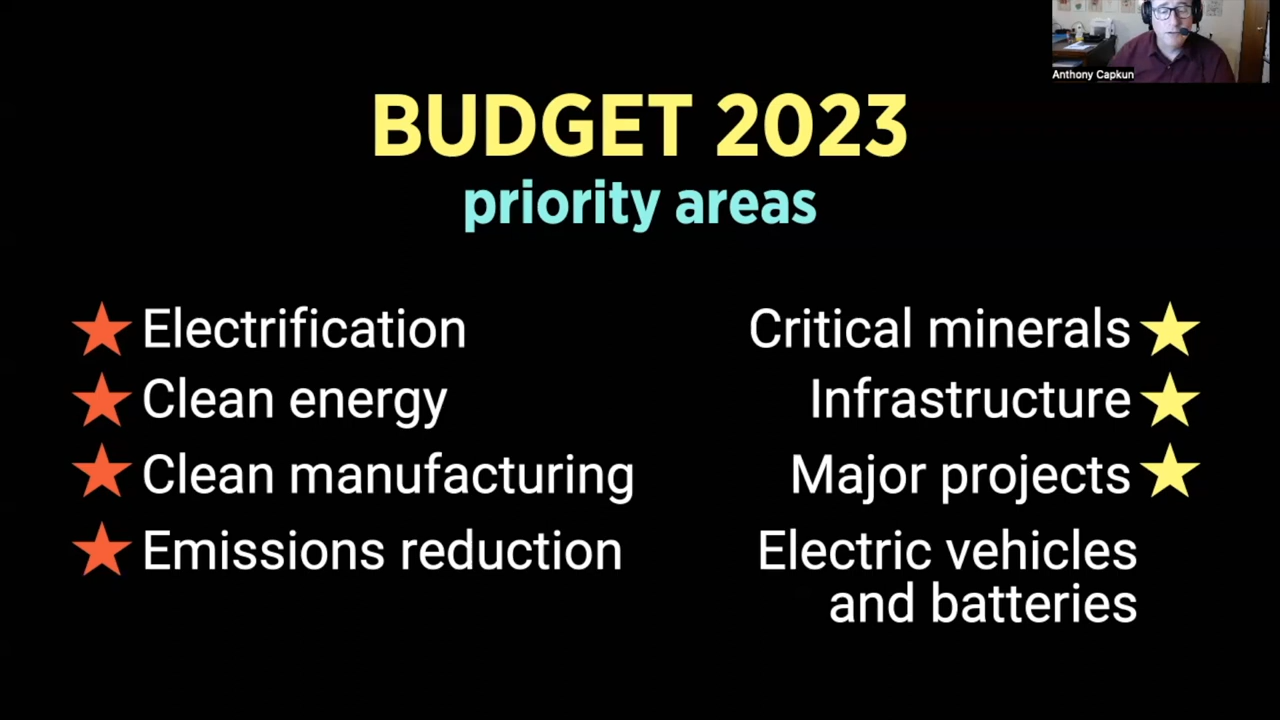 Anthony Capkun
BUDGET 2023
priority areas
Electrification
Clean energy
Clean manufacturing
Emissions reduction
Critical minerals
Infrastructure
Major projects
Electric vehicles
and batteries